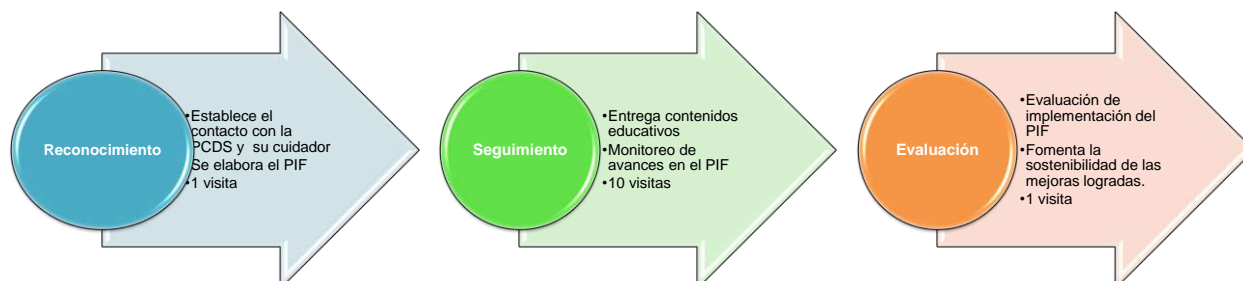 Reconocimiento
•Establece el
contacto con la
PCDS y su cuidador
Se elabora el PIF
•1 visita
Seguimiento
•Entrega contenidos
educativos
•Monitoreo de
avances en el PIF
•10 visitas
Evaluación
•Evaluación de
implementación del
PIF
•Fomenta la
sostenibilidad de las
mejoras logradas.
•1 visita